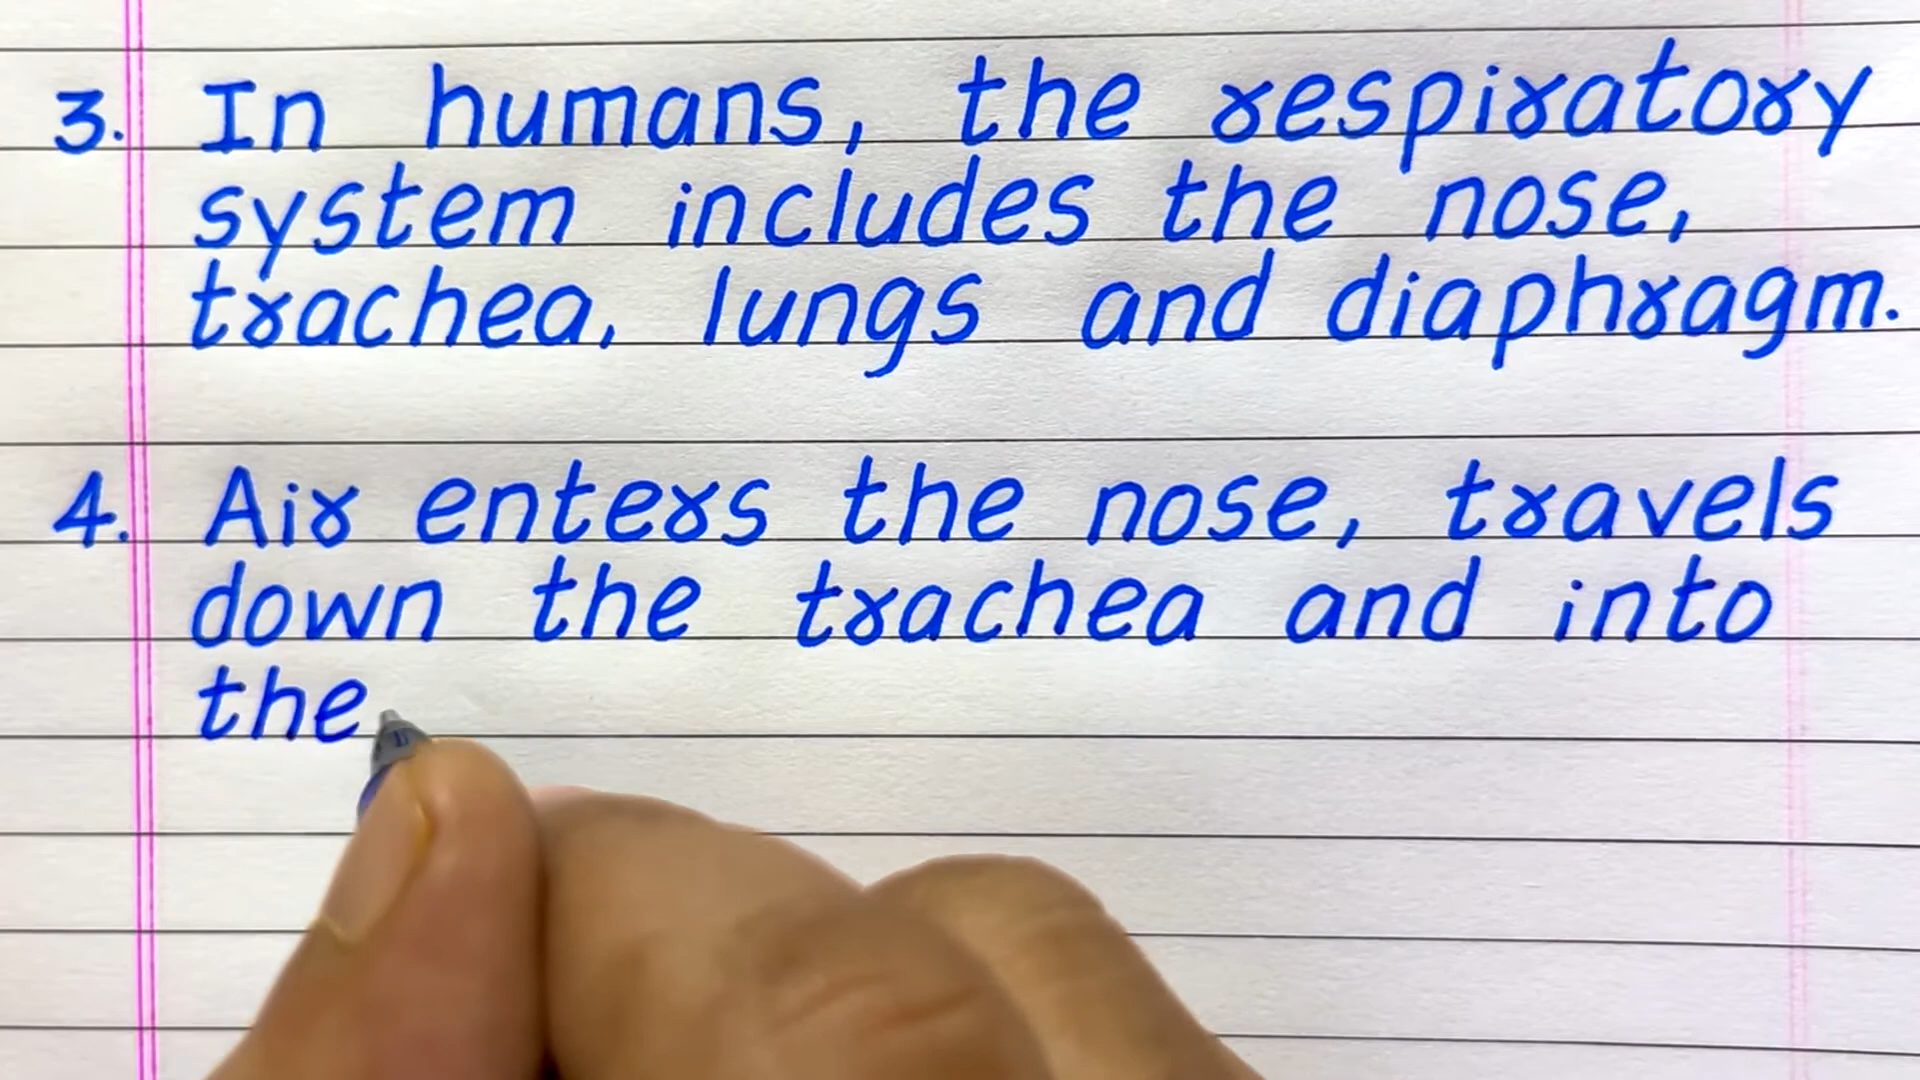 3. In humans, the respiratory
system includes the nose,
trachea, lungs and diaphragm.
4. Air enters the nose, travels
down the trachea and into
the